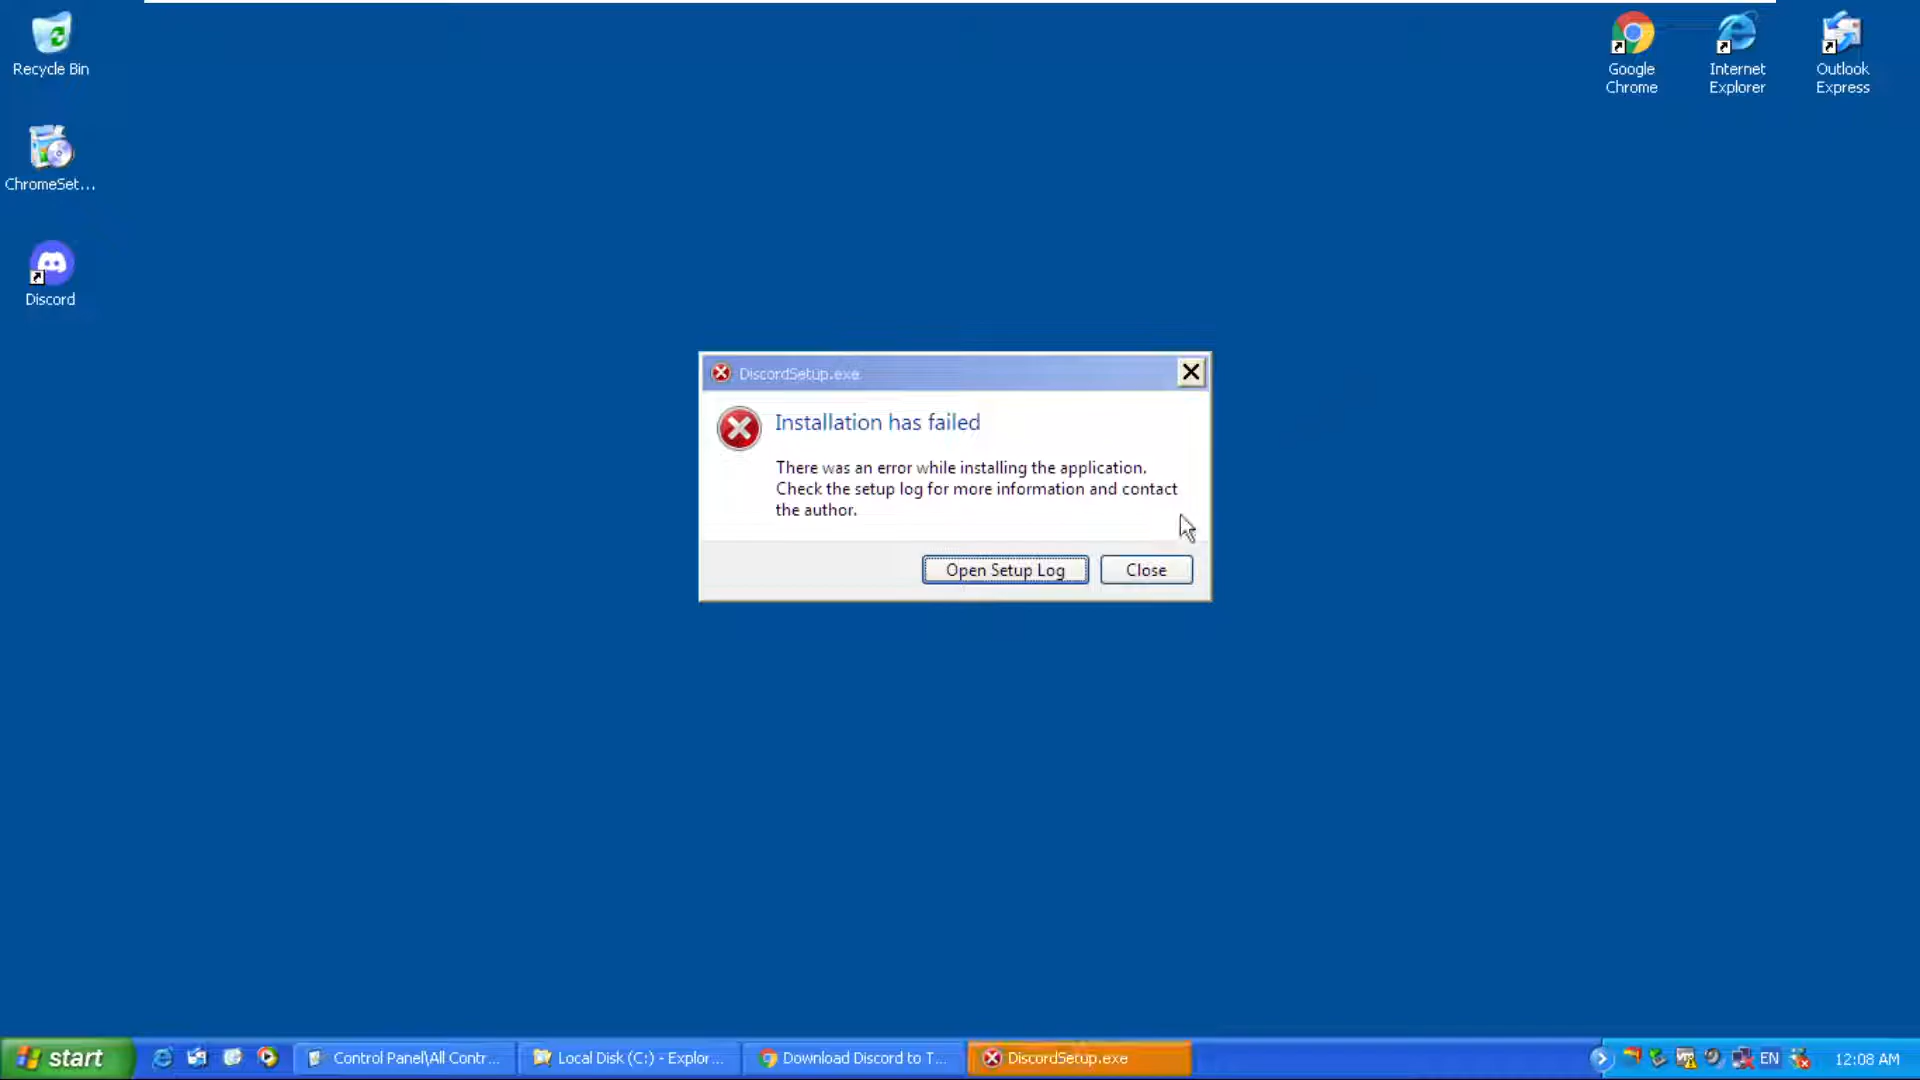 Recycle Bin
ChromeSet...
Discord
Google
Chrome
Internet
Explorer
Outlook
Express
DiscordSetup.exe
Installation has failed
There was an error while installing the application.
Check the setup log for more information and contact
the author.
Open Setup Log
Close
start
Control Panel\All Contr...
Local Disk (C:) - Explor...
Download Discord to T...
DiscordSetup.exe
EN
12:08 AM